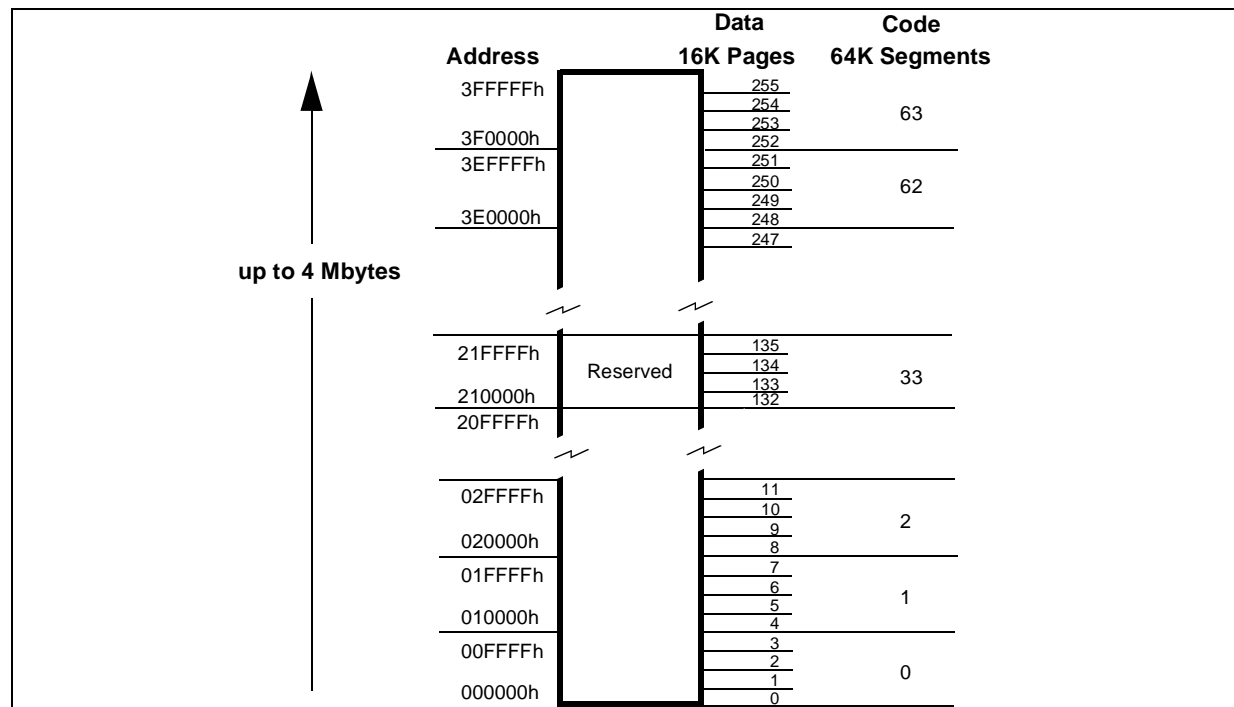 Data Code
Address 16K Pages 64K Segments
3FFFFFh 255
254
253
63
3F0000h 252
3EFFFFh 251
250
62
249
3E0000h 248
247
up to 4 Mbytes
21FFFFh 135
134
Reserved
33
133
210000h 132
20FFFFh
02FFFFh 11
10
2
9
020000h 8
01FFFFh 7
6
1
5
010000h 4
00FFFFh 3
2
0
1
000000h 0